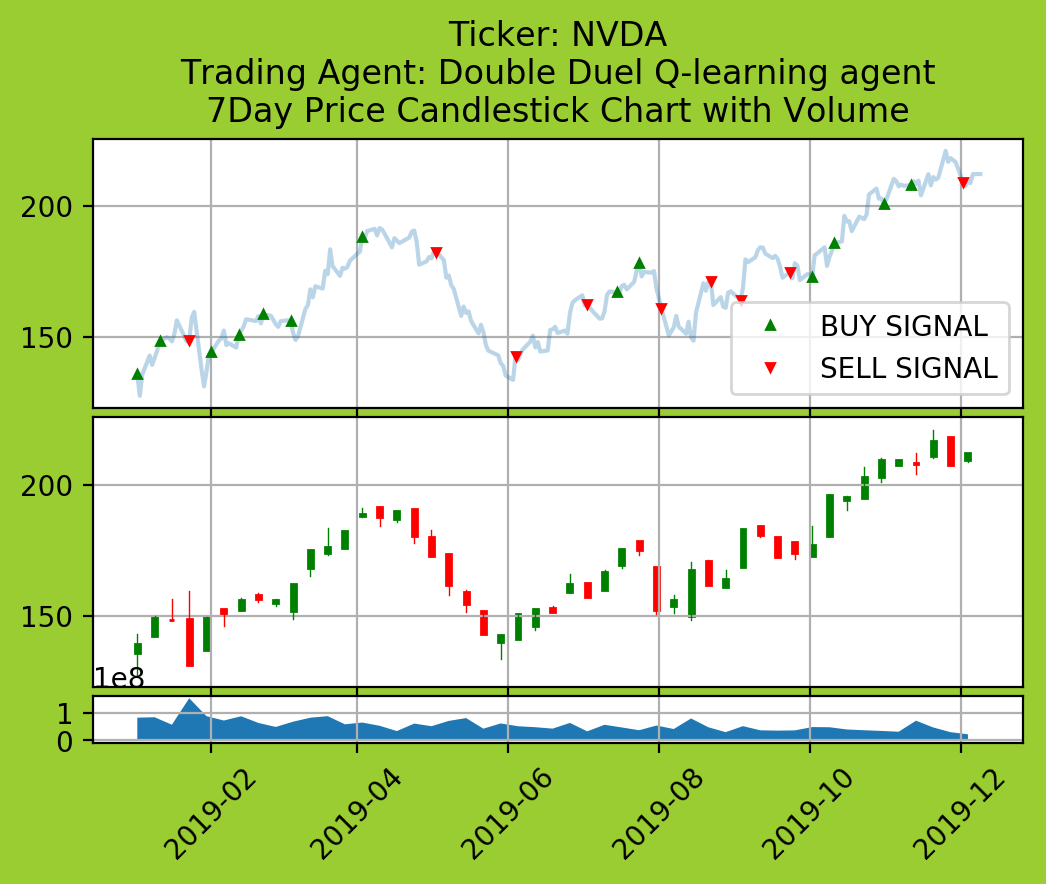 Ticker: NVDA
Trading Agent: Double Duel Q-learning agent
7Day Price Candlestick Chart with Volume
200
150
BUY SIGNAL
SELL SIGNAL
200
150
1e8
1
0
2019-02
2019-04
2019-06
2019-08
2019-10
2019-12